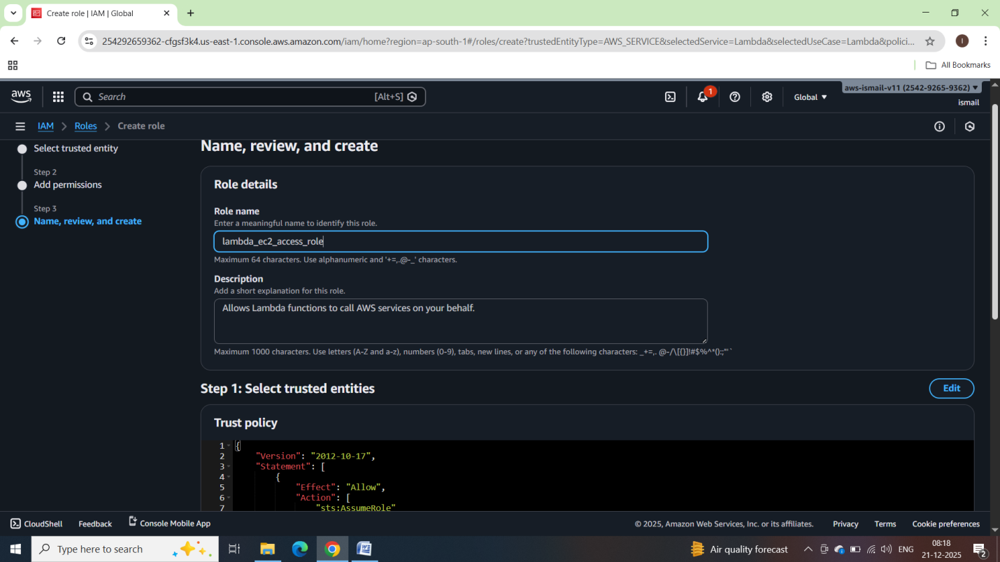 Create role | IAM | Global
254292659362-cfgsf3k4.us-east-1.console.aws.amazon.com/iam/home?region=ap-south-1#/roles/create?trustedEntityType=AWS_SERVICE&selectedService=Lambda&selectedUseCase=Lambda&polici...
I
All Bookmarks
aws
Search
[Alt+S]
1
Global
aws-ismail-v11 (2542-9265-9362)
ismail
IAM
Roles
Create role
Select trusted entity
Step 2
Add permissions
Step 3
Name, review, and create
Name, review, and create
Role details
Role name
Enter a meaningful name to identify this role.
lambda_ec2_access_role
Maximum 64 characters. Use alphanumeric and '+=,.@-_' characters.
Description
Add a short explanation for this role.
Allows Lambda functions to call AWS services on your behalf.
Maximum 1000 characters. Use letters (A-Z and a-z), numbers (0-9), tabs, new lines, or any of the following characters: _+=,. @-/\[{}]!#$%^*();:"'`
Step 1: Select trusted entities
Edit
Trust policy
1 {
2 "Version": "2012-10-17",
3 "Statement": [
4 {
5 "Effect": "Allow",
6 "Action": [
7 "sts:AssumeRole"
CloudShell
Feedback
Console Mobile App
© 2025, Amazon Web Services, Inc. or its affiliates.
Privacy
Terms
Cookie preferences
Type here to search
Air quality forecast
ENG
08:18
21-12-2025
2